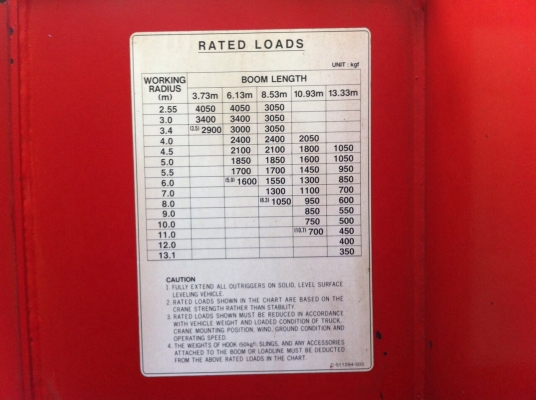 RATED LOADS
UNIT : kgf
WORKING RADIUS (m) BOOM LENGTH
3.73m 6.13m 8.53m 10.93m 13.33m
2.55 4050 4050 3050
3.0 3400 3400 3050
3.4 (3.5) 2900 3000 3050
4.0 2400 2400 2050
4.5 2100 2100 1800 1050
5.0 1850 1850 1600 1050
5.5 1700 1700 1450 950
6.0 (5.9) 1600 1550 1300 850
7.0 1300 1100 700
8.0 (8.3) 1050 950 600
9.0 850 550
10.0 750 500
11.0 (10.7) 700 450
12.0 400
13.1 350
CAUTION
1. FULLY EXTEND ALL OUTRIGGERS ON SOLID, LEVEL SURFACE
LEVELING VEHICLE.
2. RATED LOADS SHOWN IN THE CHART ARE BASED ON THE
CRANE STRENGTH RATHER THAN STABILITY.
3. RATED LOADS SHOWN MUST BE REDUCED IN ACCORDANCE
WITH VEHICLE WEIGHT AND LOADED CONDITION OF TRUCK,
CRANE MOUNTING POSITION, WIND, GROUND CONDITION AND
OPERATING SPEED.
4. THE WEIGHTS OF HOOK (50kgf), SLINGS, AND ANY ACCESSORIES
ATTACHED TO THE BOOM OR LOADLINE MUST BE DEDUCTED
FROM THE ABOVE RATED LOADS IN THE CHART.